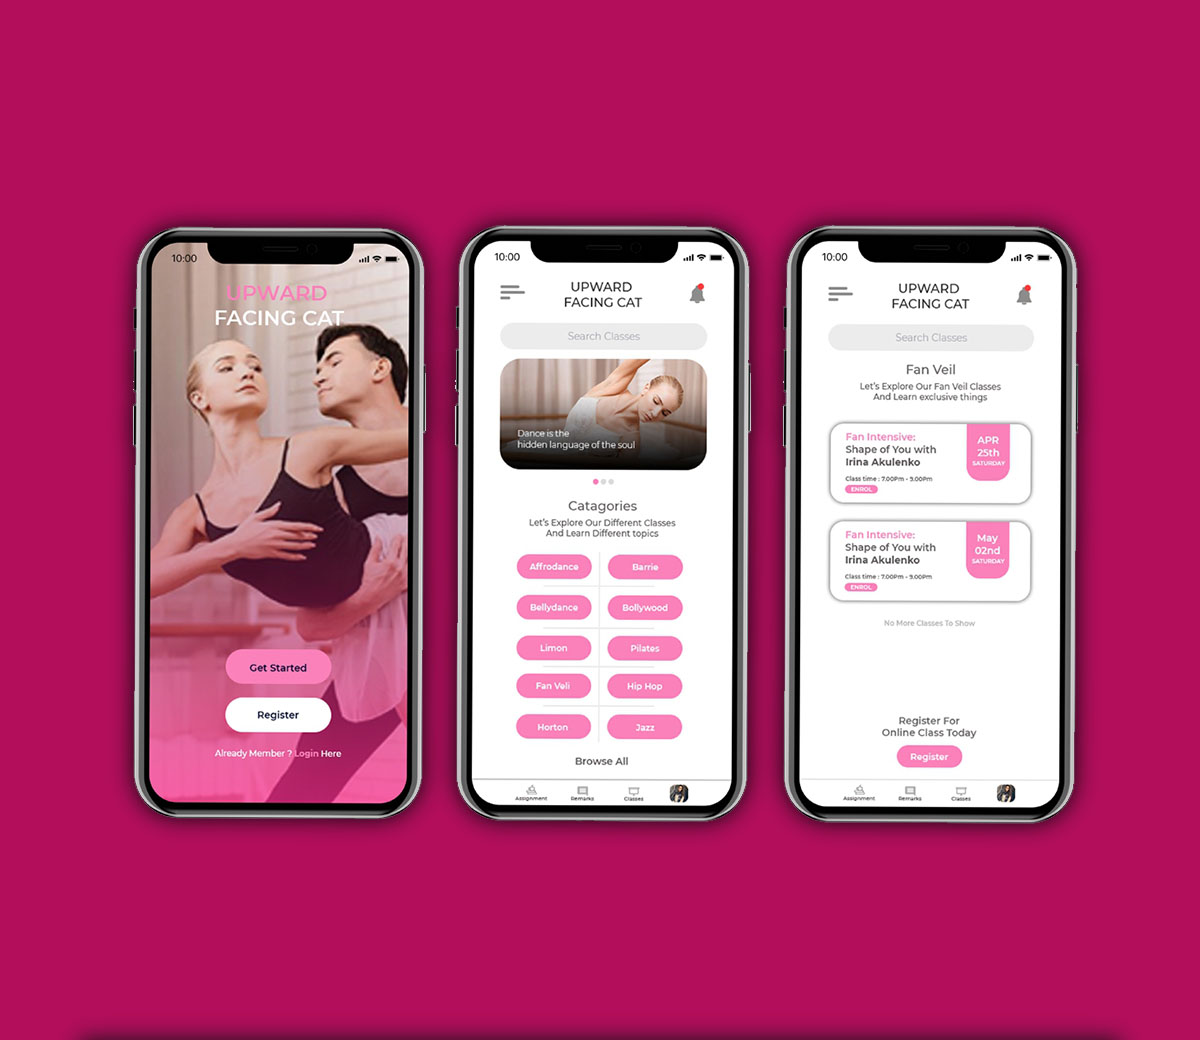 10:00
UPWARD
FACING CAT
Get Started
Register
Already Member ? Login Here
10:00
UPWARD
FACING CAT
Search Classes
Dance is the
hidden language of the soul
Catagories
Let's Explore Our Different Classes
And Learn Different topics
Affrodance
Barrie
Bellydance
Bollywood
Limon
Pilates
Fan Veli
Hip Hop
Horton
Jazz
Browse All
Assignment
Remarks
Classes
10:00
UPWARD
FACING CAT
Search Classes
Fan Veil
Let's Explore Our Fan Veil Classes
And Learn exclusive things
Fan Intensive:
Shape of You with
Irina Akulenko
Class time : 7.00Pm - 9.00Pm
ENROL
APR
25th
SATURDAY
Fan Intensive:
Shape of You with
Irina Akulenko
Class time : 7.00Pm - 9.00Pm
ENROL
May
02nd
SATURDAY
No More Classes To Show
Register For
Online Class Today
Register
Assignment
Remarks
Classes